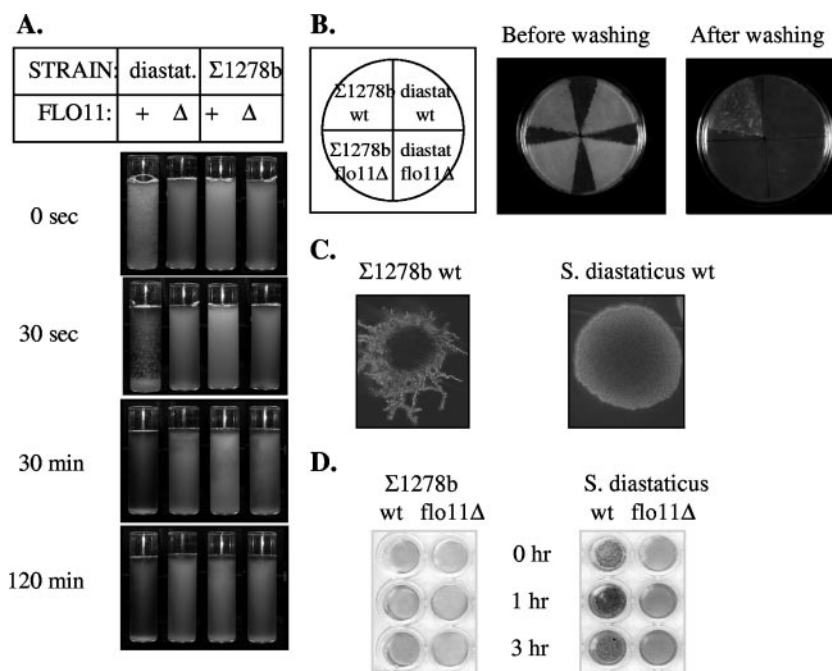 A.
STRAIN: diastat. Σ1278b
FLO11: + Δ + Δ
0 sec
30 sec
30 min
120 min
B.
Σ1278b wt
diastat wt
Σ1278b flo11Δ
diastat flo11Δ
Before washing
After washing
C.
Σ1278b wt
S. diastaticus wt
D.
Σ1278b
wt flo11Δ
S. diastaticus
wt flo11Δ
0 hr
1 hr
3 hr